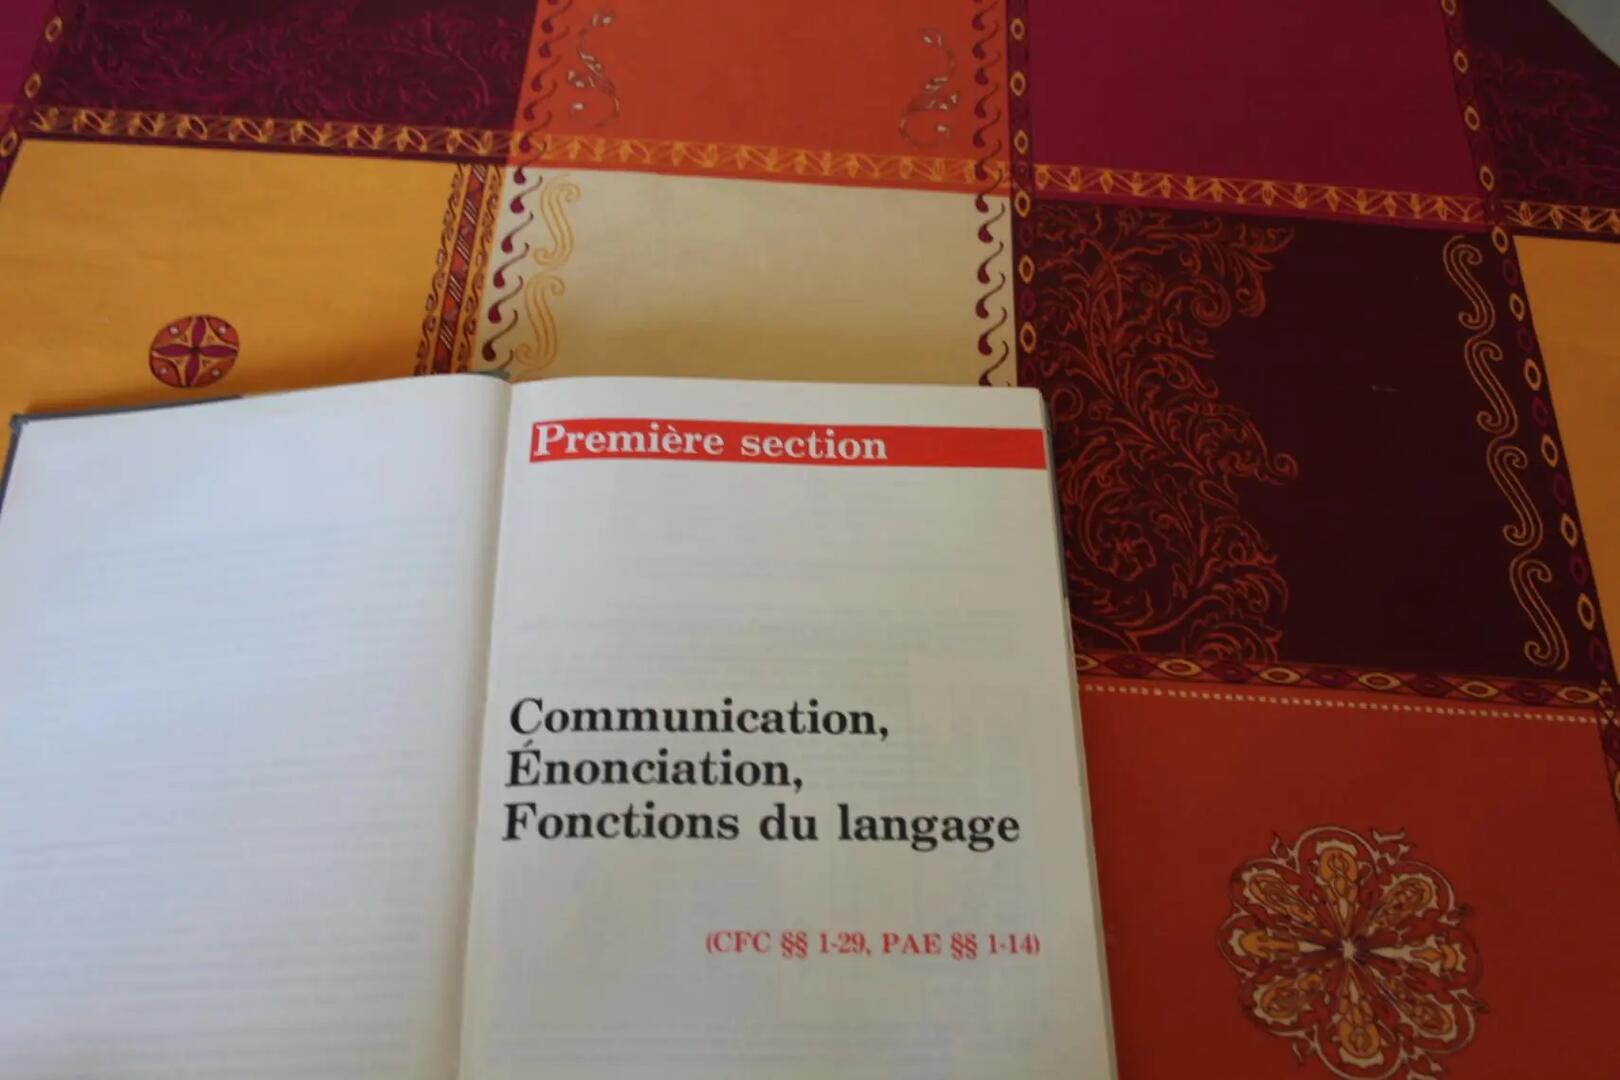 Première section
Communication,
Énonciation,
Fonctions du langage
(CFC §§ 1-29, PAE §§ 1-14)